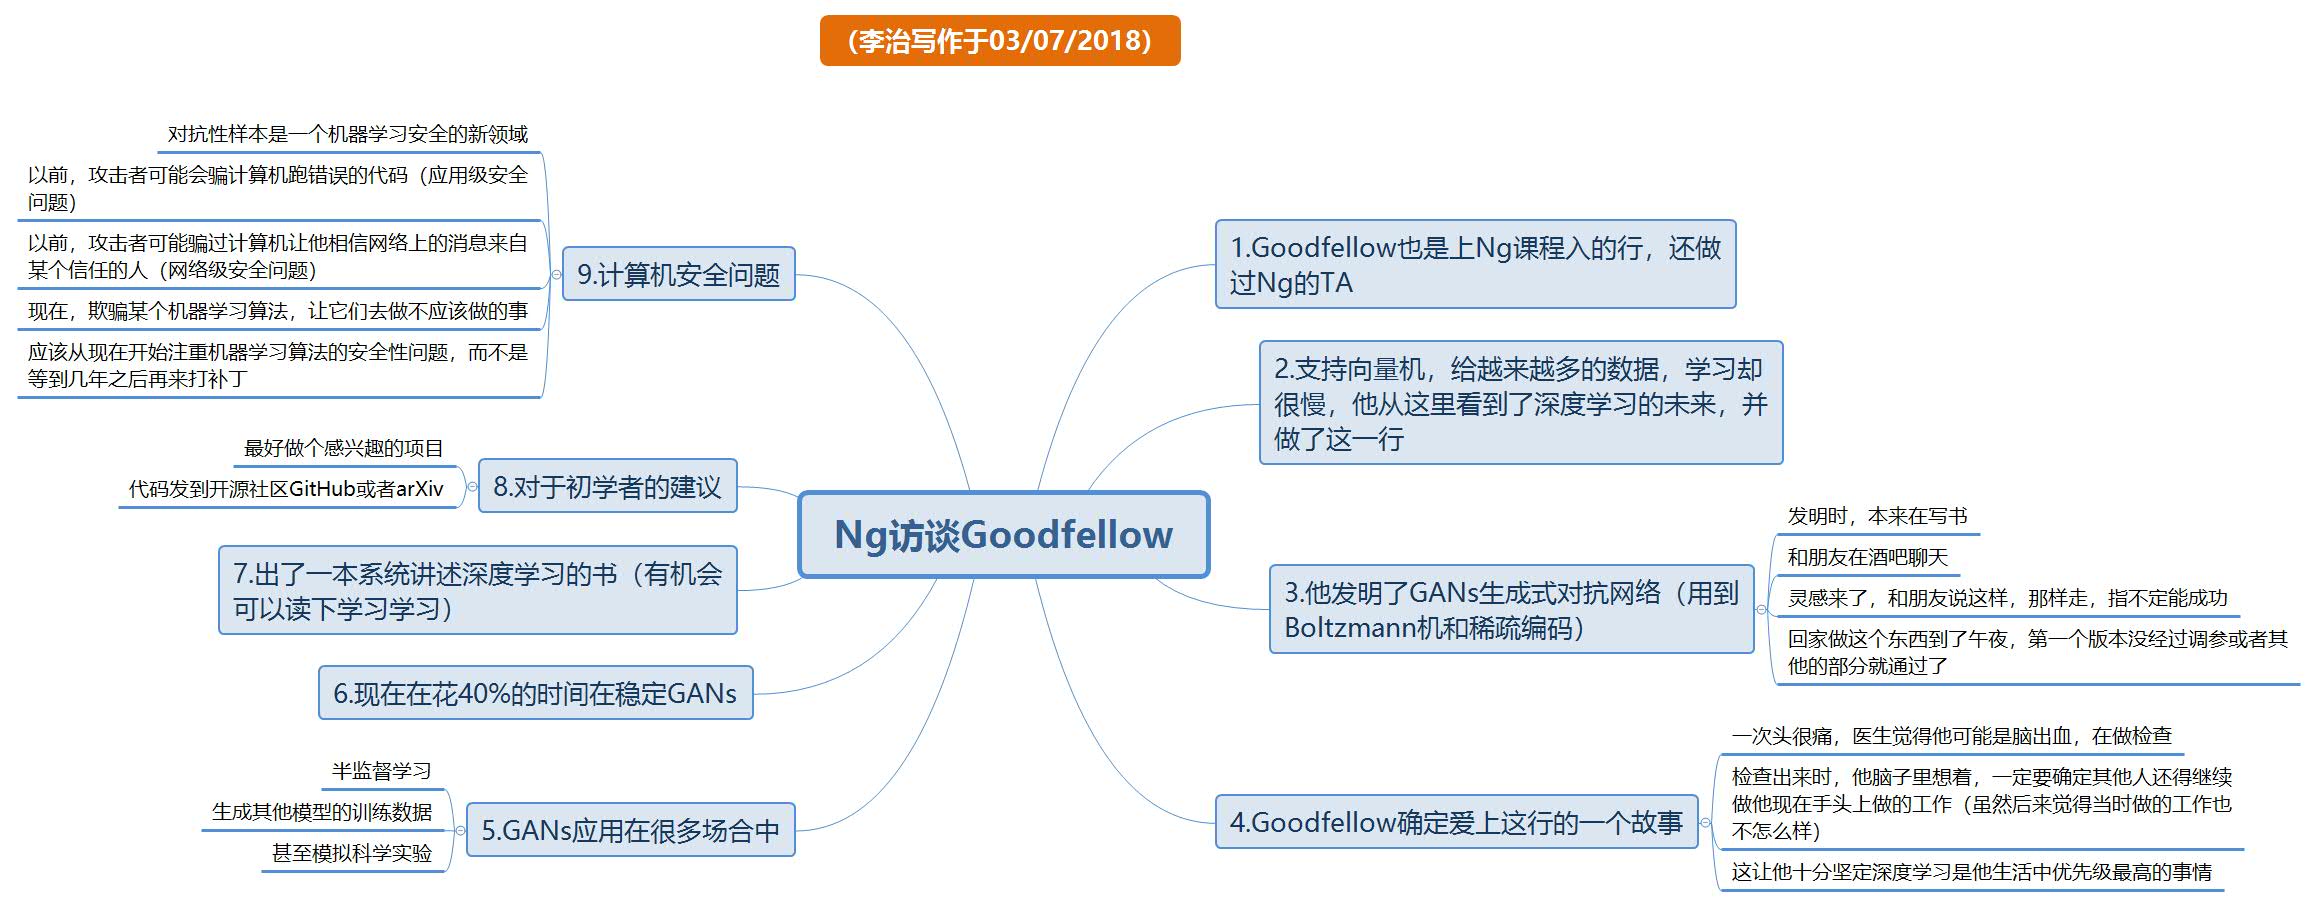 （李治写作于03/07/2018）
Ng访谈Goodfellow
1.Goodfellow也是上Ng课程入的行，还做
过Ng的TA
2.支持向量机，给越来越多的数据，学习却
很慢，他从这里看到了深度学习的未来，并
做了这一行
3.他发明了GANs生成式对抗网络（用到
Boltzmann机和稀疏编码）
发明时，本来在写书
和朋友在酒吧聊天
灵感来了，和朋友说这样，那样走，指不定能成功
回家做这个东西到了午夜，第一个版本没经过调参或者其
他的部分就通过了
4.Goodfellow确定爱上这行的一个故事
一次头很痛，医生觉得他可能是脑出血，在做检查
检查出来时，他脑子里想着，一定要确定其他人还得继续
做他现在手头上做的工作（虽然后来觉得当时做的工作也
不怎么样）
这让他十分坚定深度学习是他生活中优先级最高的事情
5.GANs应用在很多场合中
半监督学习
生成其他模型的训练数据
甚至模拟科学实验
6.现在在花40%的时间在稳定GANs
7.出了一本系统讲述深度学习的书（有机会
可以读下学习学习）
8.对于初学者的建议
最好做个感兴趣的项目
代码发到开源社区GitHub或者arXiv
9.计算机安全问题
对抗性样本是一个机器学习安全的新领域
以前，攻击者可能会骗计算机跑错误的代码（应用级安全
问题）
以前，攻击者可能骗过计算机让他相信网络上的消息来自
某个信任的人（网络级安全问题）
现在，欺骗某个机器学习算法，让它们去做不应该做的事
应该从现在开始注重机器学习算法的安全性问题，而不是
等到几年之后再来打补丁